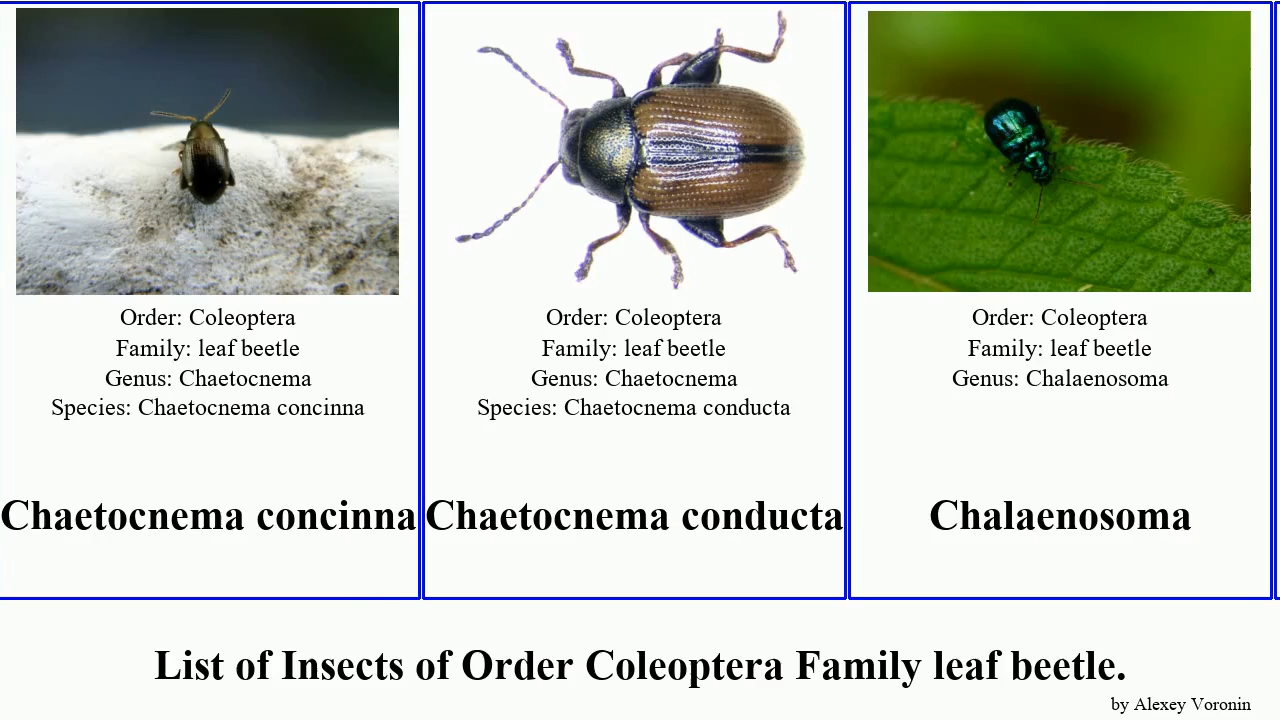 Order: Coleoptera
Family: leaf beetle
Genus: Chaetocnema
Species: Chaetocnema concinna
Chaetocnema concinna
Order: Coleoptera
Family: leaf beetle
Genus: Chaetocnema
Species: Chaetocnema conducta
Chaetocnema conducta
Order: Coleoptera
Family: leaf beetle
Genus: Chalaenosoma
Chalaenosoma
List of Insects of Order Coleoptera Family leaf beetle.
by Alexey Voronin